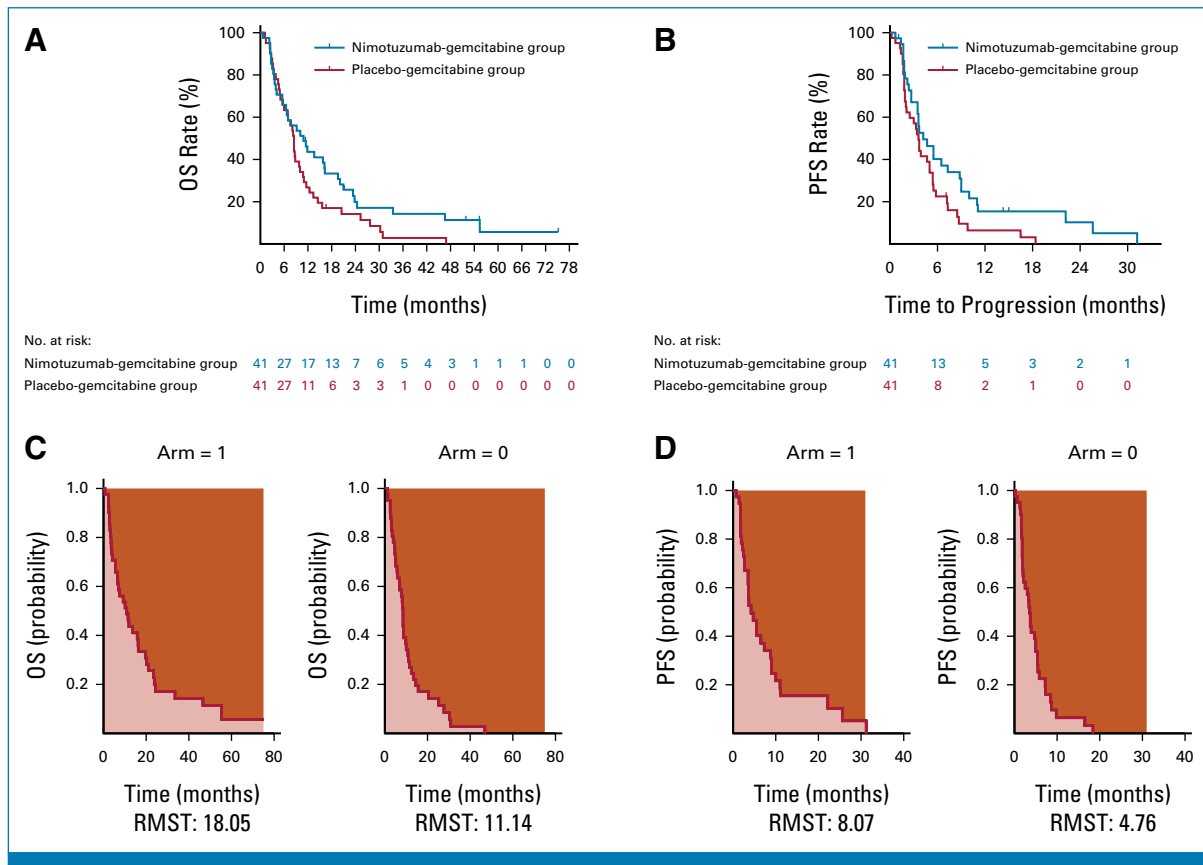 A
OS Rate (%)
100
80
60
40
20
Nimotuzumab-gemcitabine group
Placebo-gemcitabine group
0 6 12 18 24 30 36 42 48 54 60 66 72 78
Time (months)
No. at risk:
Nimotuzumab-gemcitabine group 41 27 17 13 7 6 5 4 3 1 1 1 0 0
Placebo-gemcitabine group 41 27 11 6 3 3 1 0 0 0 0 0 0 0
B
PFS Rate (%)
100
80
60
40
20
Nimotuzumab-gemcitabine group
Placebo-gemcitabine group
0 6 12 18 24 30
Time to Progression (months)
No. at risk:
Nimotuzumab-gemcitabine group 41 13 5 3 2 1
Placebo-gemcitabine group 41 8 2 1 0 0
C
Arm = 1
OS (probability)
1.0
0.8
0.6
0.4
0.2
0 20 40 60 80
Time (months)
RMST: 18.05
Arm = 0
OS (probability)
1.0
0.8
0.6
0.4
0.2
0 20 40 60 80
Time (months)
RMST: 11.14
D
Arm = 1
PFS (probability)
1.0
0.8
0.6
0.4
0.2
0 10 20 30 40
Time (months)
RMST: 8.07
Arm = 0
PFS (probability)
1.0
0.8
0.6
0.4
0.2
0 10 20 30 40
Time (months)
RMST: 4.76